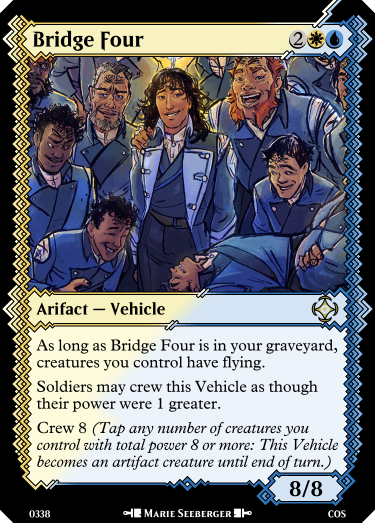 Bridge Four 2
Arifact — Vehicle
As long as Bridge Four is in your graveyard,
creatures you control have flying.
Soldiers may crew this Vehicle as though
their power were 1 greater.
Crew 8 (Tap any number of creatures you
control with total power 8 or more: This Vehicle
becomes an artifact creature until end of turn.)
8/8
0338 Marie Seeberger COS